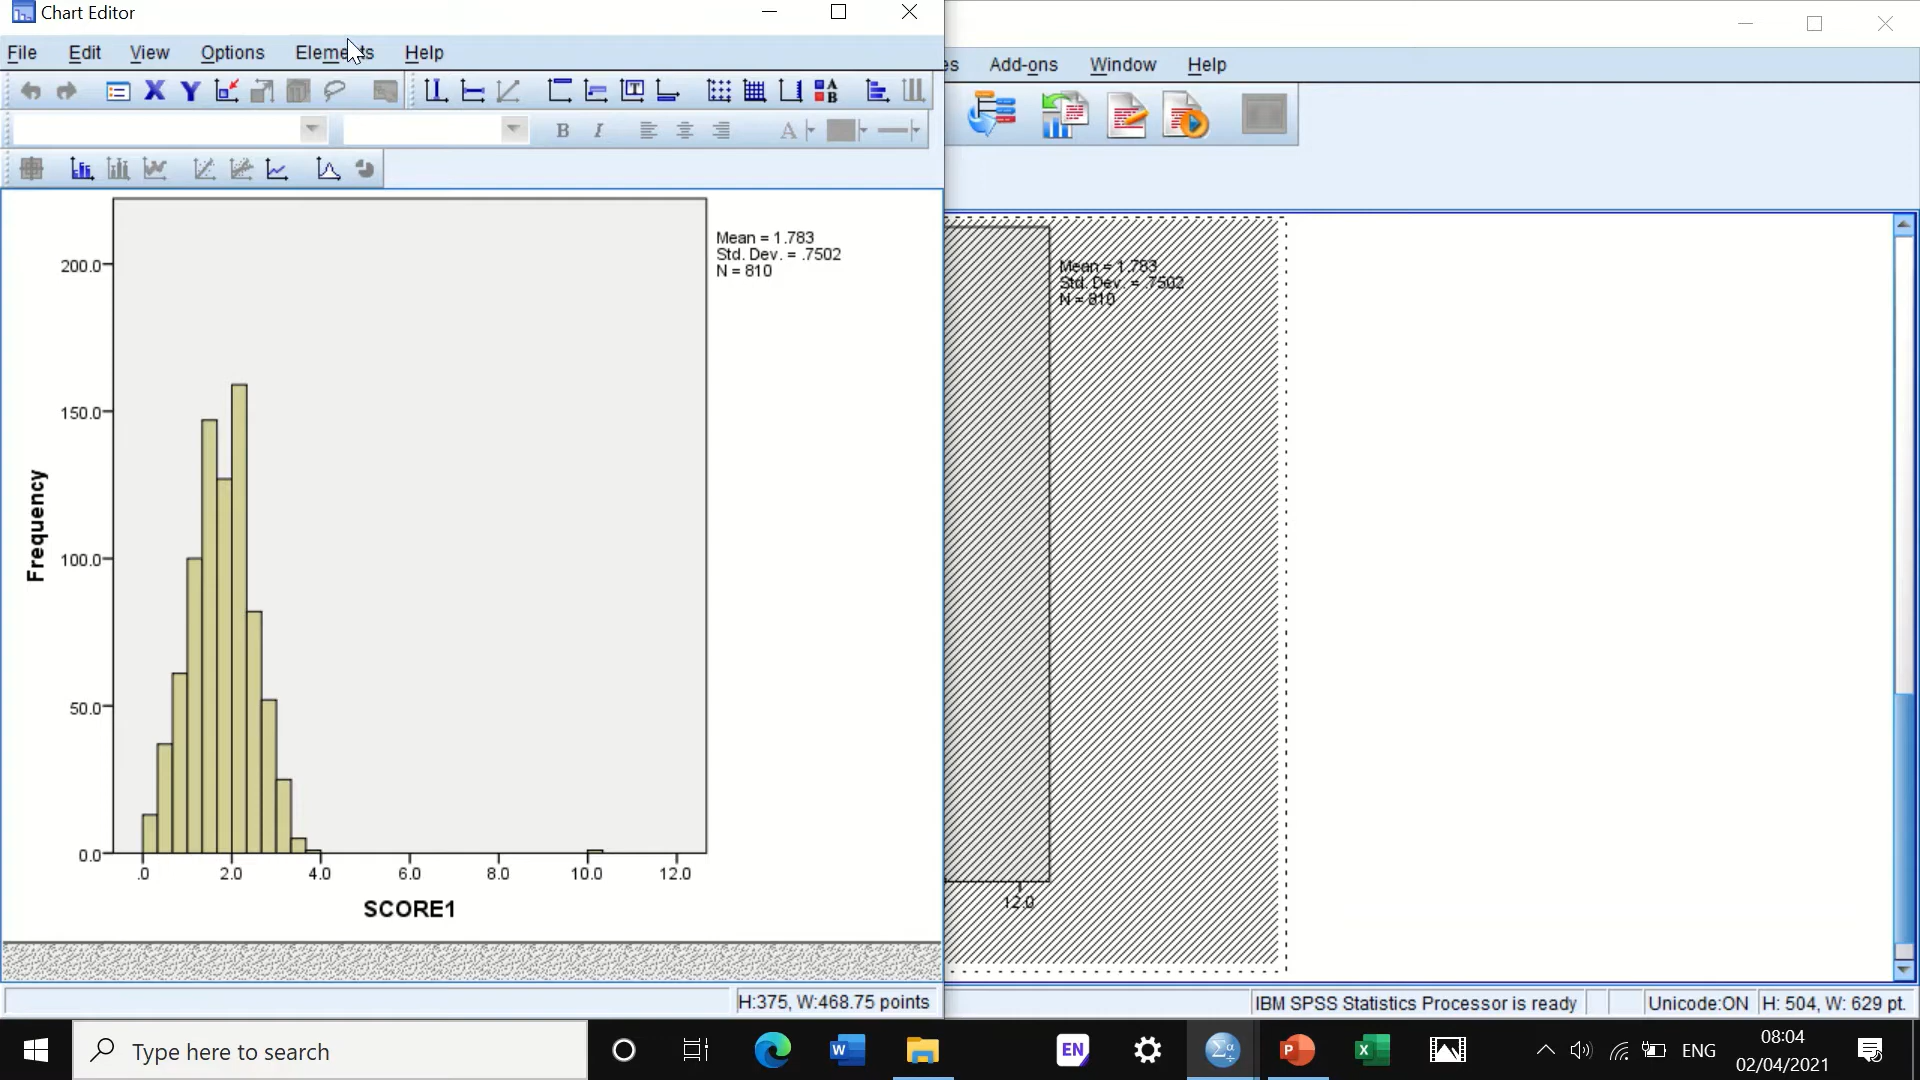 Chart Editor
File Edit View Options Elements Help
es Add-ons Window Help
B I A
Mean = 1.783
Std. Dev. = .7502
N = 810
Mean = 1.783
Std. Dev. = .7502
N = 810
200.0
150.0
100.0
50.0
0.0
Frequency
.0 2.0 4.0 6.0 8.0 10.0 12.0
12.0
SCORE1
H:375, W:468.75 points
IBM SPSS Statistics Processor is ready Unicode:ON H: 504, W: 629 pt.
Type here to search
EN
ENG
08:04
02/04/2021